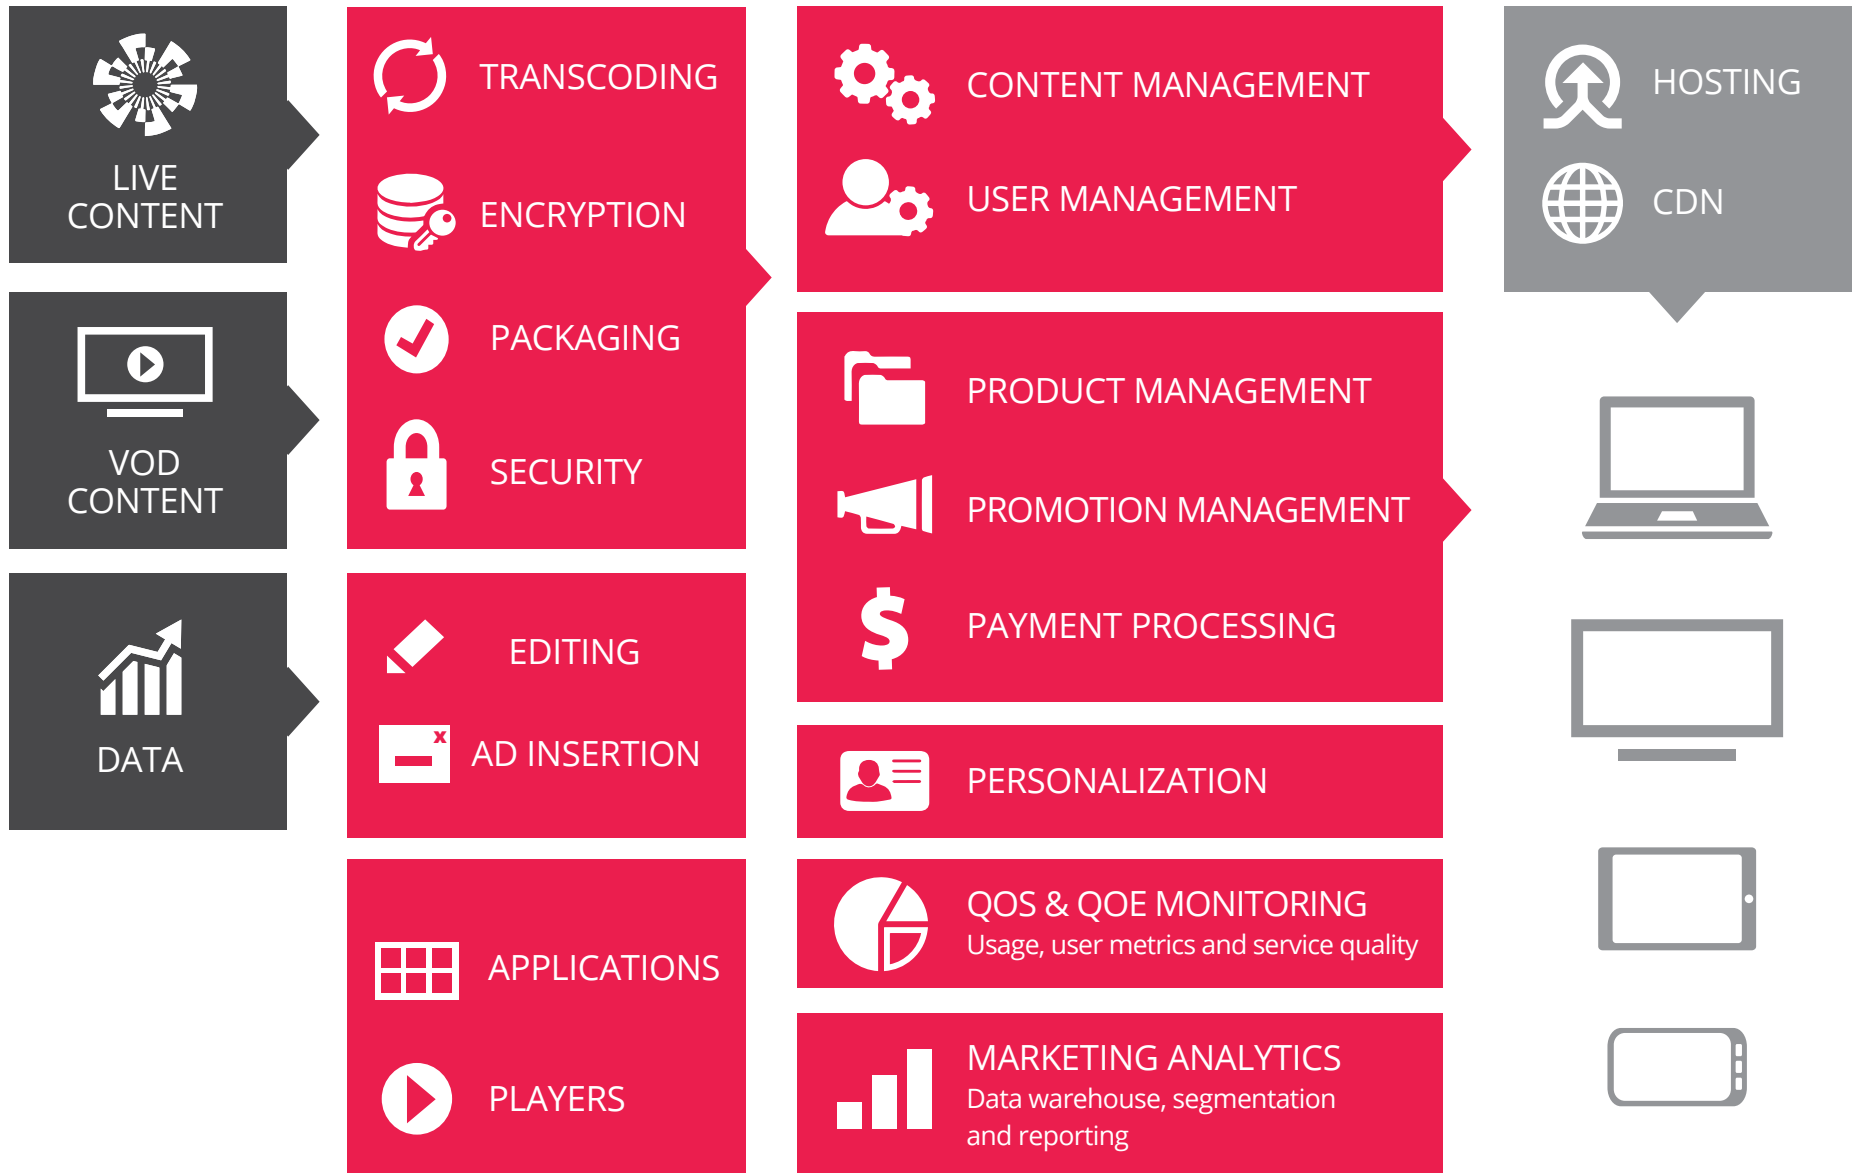 LIVE
CONTENT
VOD
CONTENT
DATA
TRANSCODING
ENCRYPTION
PACKAGING
SECURITY
EDITING
x
AD INSERTION
APPLICATIONS
PLAYERS
CONTENT MANAGEMENT
USER MANAGEMENT
PRODUCT MANAGEMENT
PROMOTION MANAGEMENT
$
PAYMENT PROCESSING
PERSONALIZATION
QOS & QOE MONITORING
Usage, user metrics and service quality
MARKETING ANALYTICS
Data warehouse, segmentation
and reporting
HOSTING
CDN